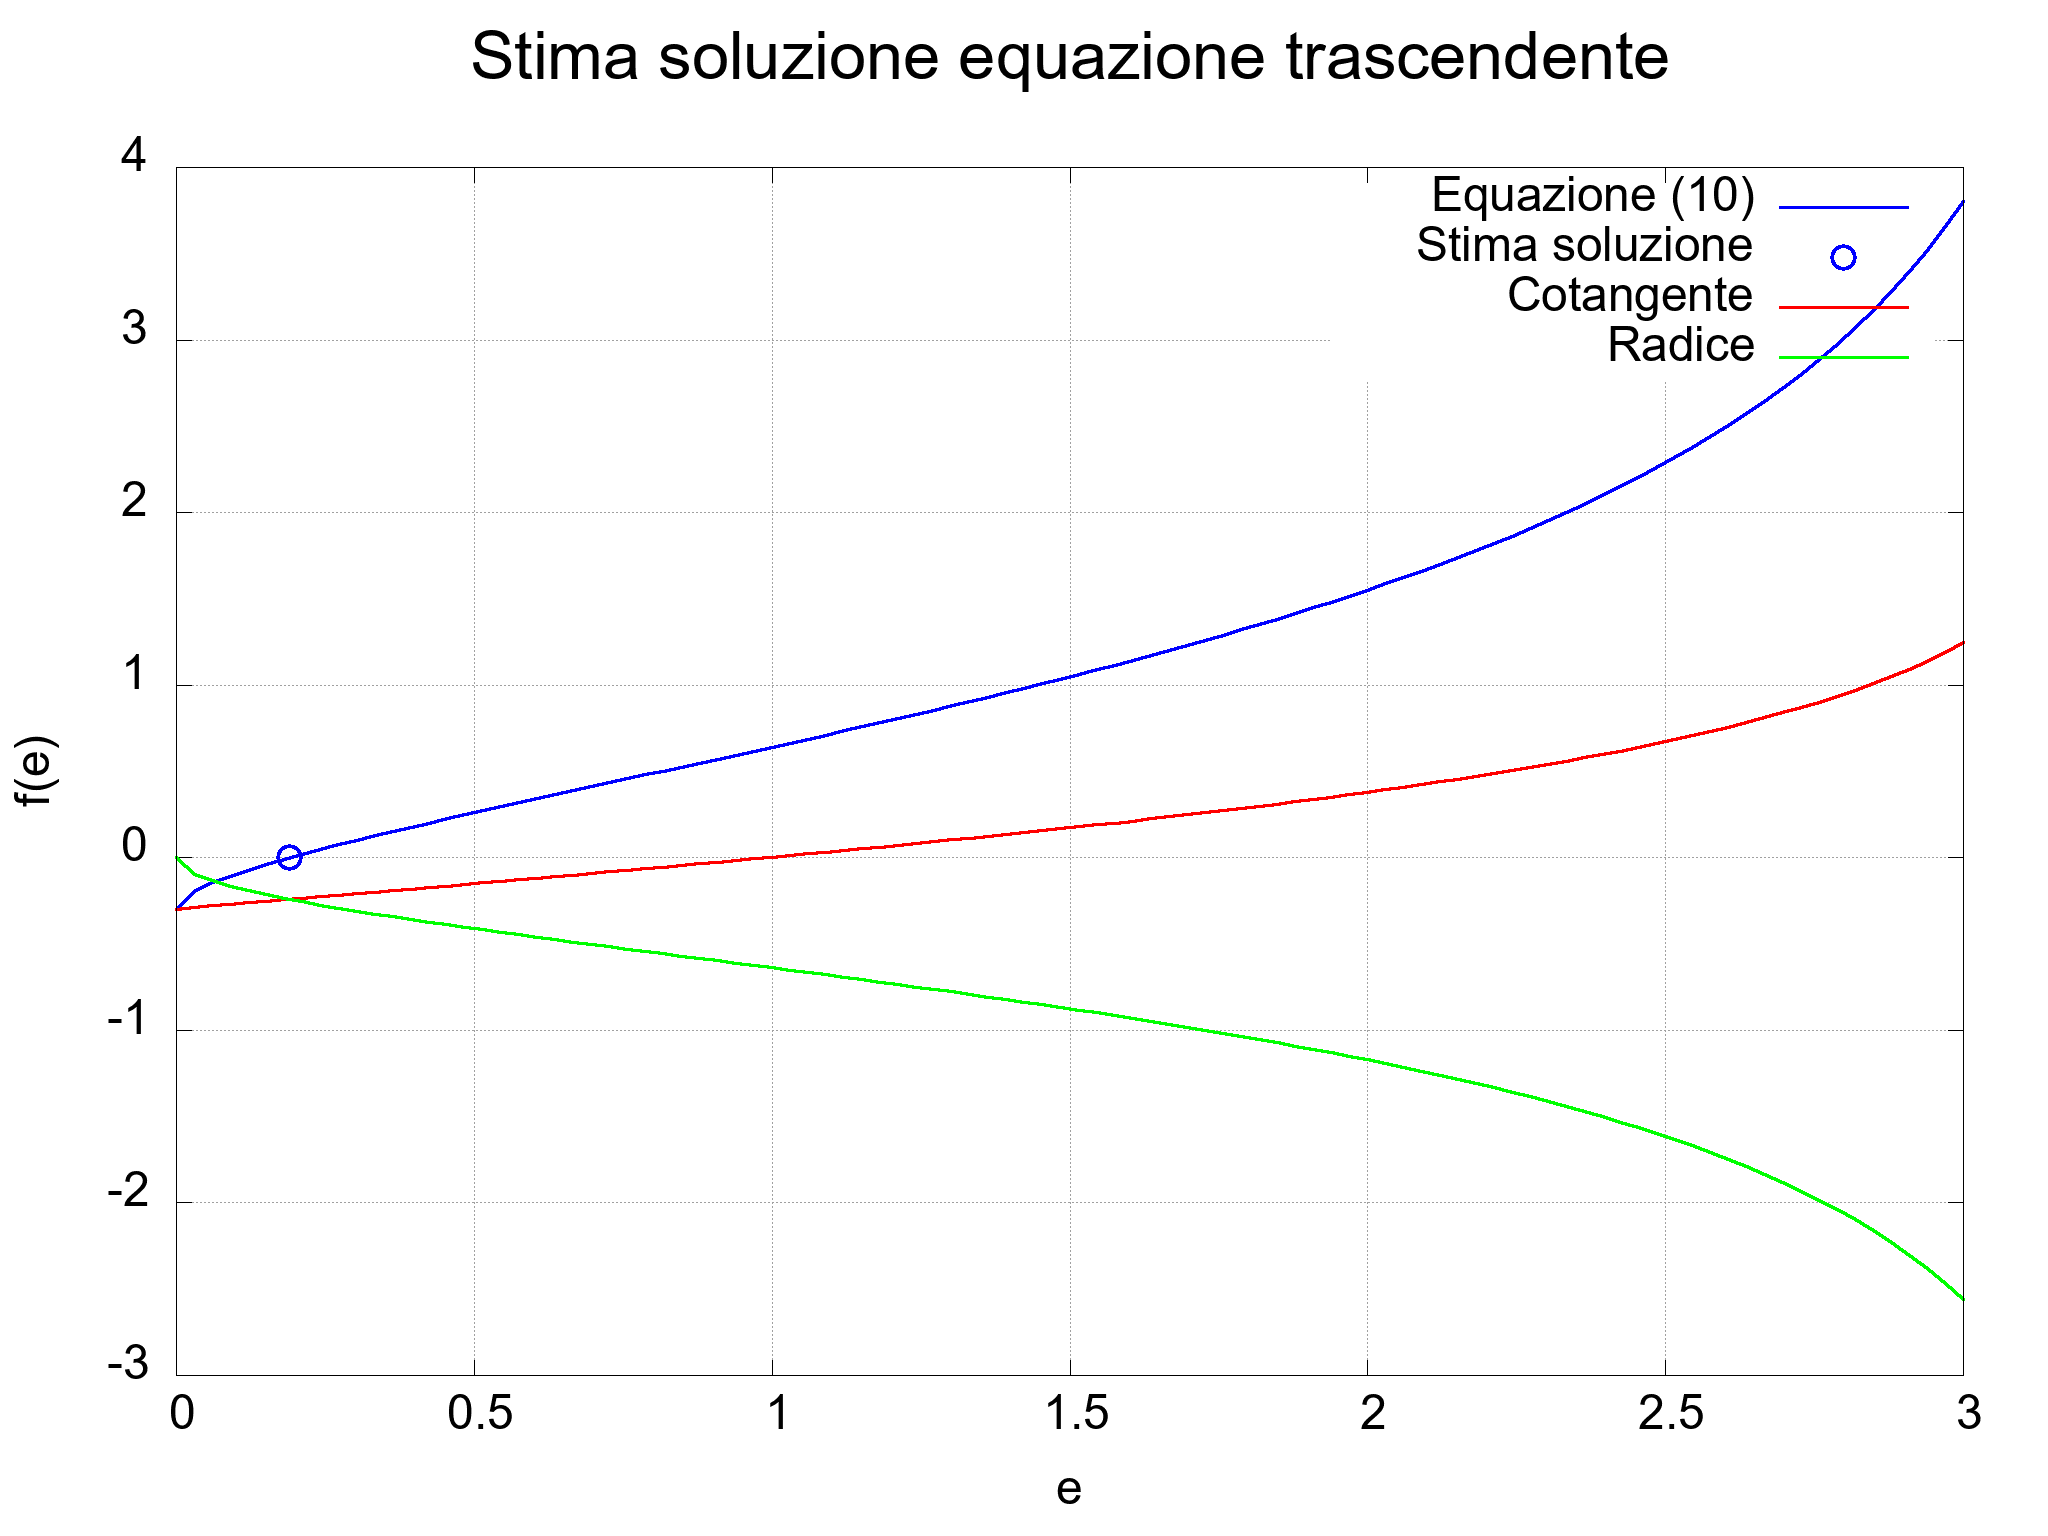 Stima soluzione equazione trascendente
4
3
2
1
0
-1
-2
-3
f(e)
Equazione (10)
Stima soluzione
Cotangente
Radice
0 0.5 1 1.5 2 2.5 3
e